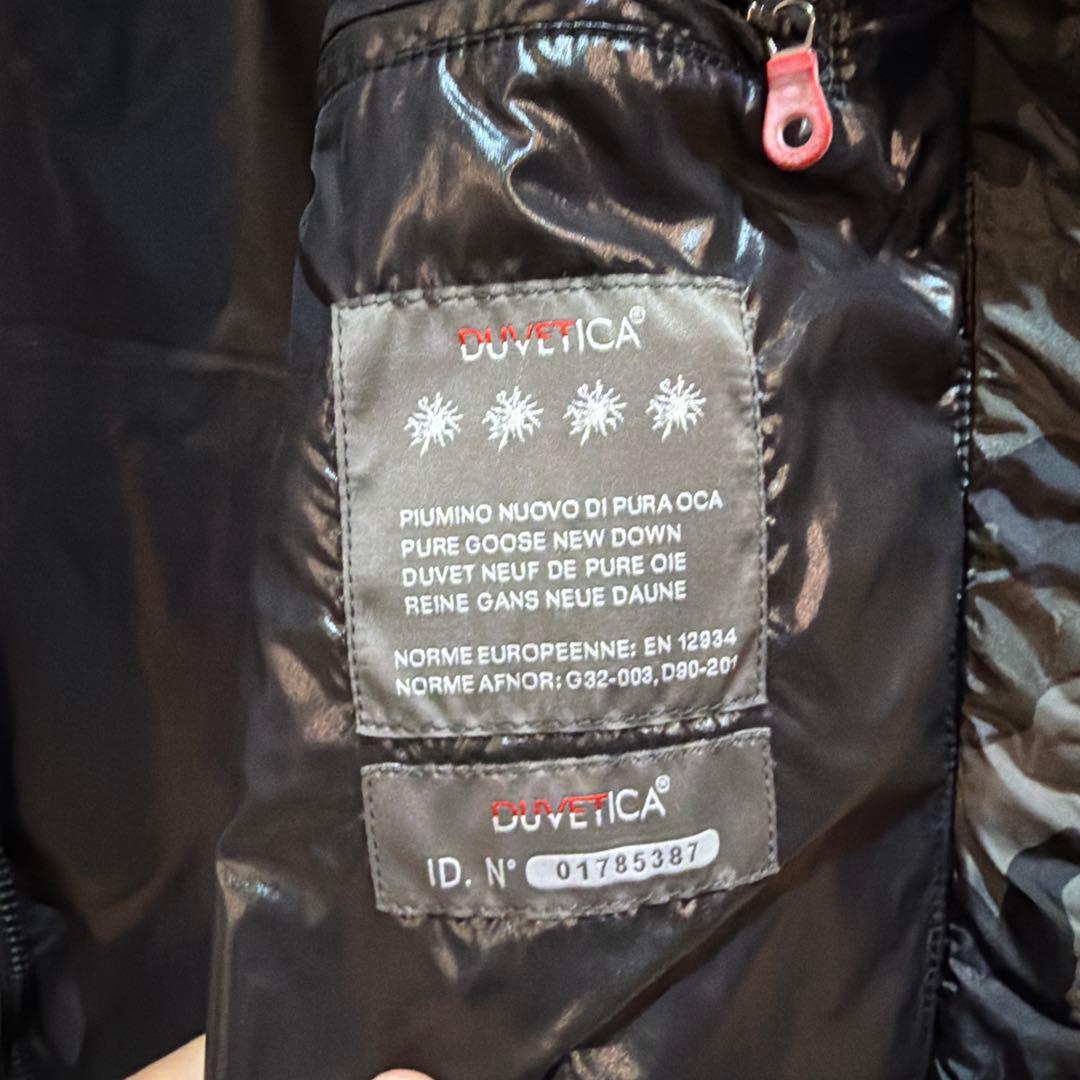 DUVETICA®
PIUMINO NUOVO DI PURA OCA
PURE GOOSE NEW DOWN
DUVET NEUF DE PURE OIE
REINE GANS NEUE DAUNE
NORME EUROPEENNE: EN 12934
NORME AFNOR: G32-003, D90-201
DUVETICA®
ID. N° 01785387